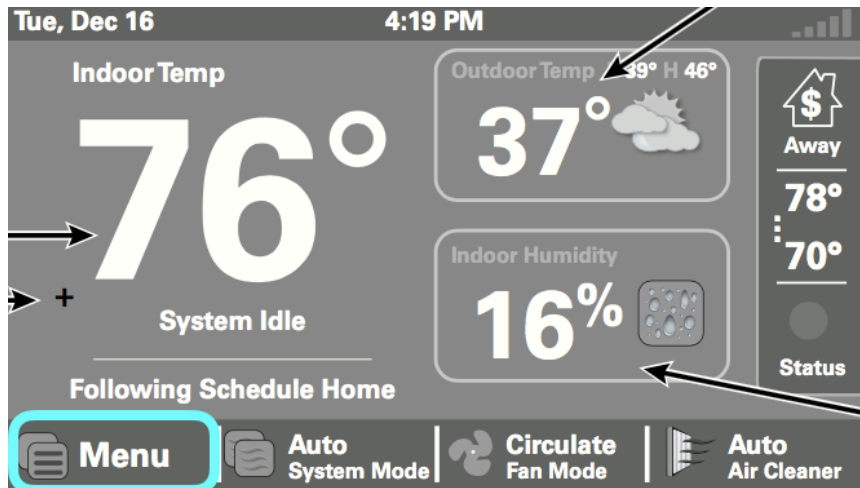 Tue, Dec 16 4:19 PM
Indoor Temp
76°
+
System Idle
Following Schedule Home
Outdoor Temp 39° H 46°
37°
Indoor Humidity
16%
$
Away
78°
70°
Status
Menu
Auto
System Mode
Circulate
Fan Mode
Auto
Air Cleaner